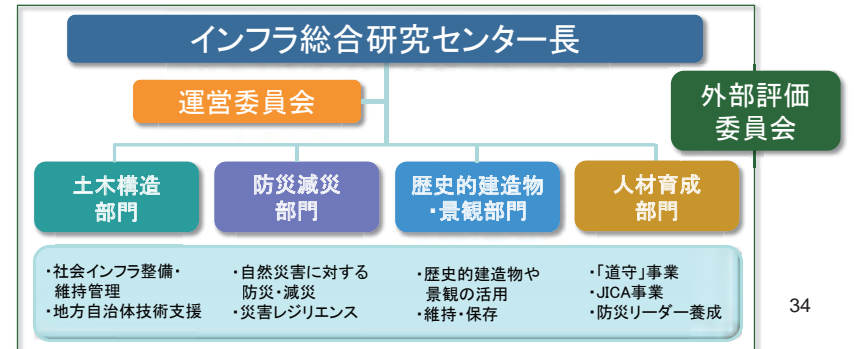 インフラ総合研究センター長
運営委員会
外部評価
委員会
土木構造
部門
防災減災
部門
歴史的建造物
・景観部門
人材育成
部門
・社会インフラ整備・
維持管理
・地方自治体技術支援
・自然災害に対する
防災・減災
・災害レジリエンス
・歴史的建造物や
景観の活用
・維持・保存
・「道守」事業
・JICA事業
・防災リーダー養成
34